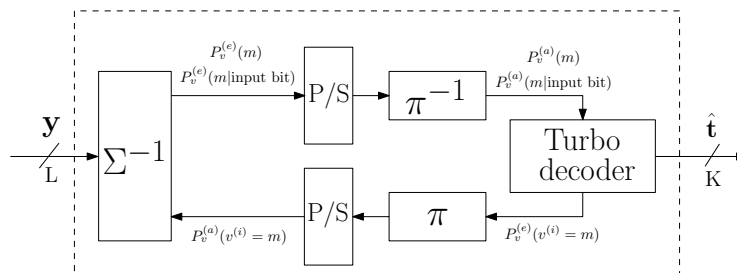 P_v^{(e)}(m)
P_v^{(e)}(m|input bit)
P/S
π^{-1}
P_v^{(a)}(m)
P_v^{(a)}(m|input bit)
y
L
Σ^{-1}
Turbo
decoder
t̂
K
P_v^{(a)}(v^{(i)} = m)
P/S
π
P_v^{(e)}(v^{(i)} = m)